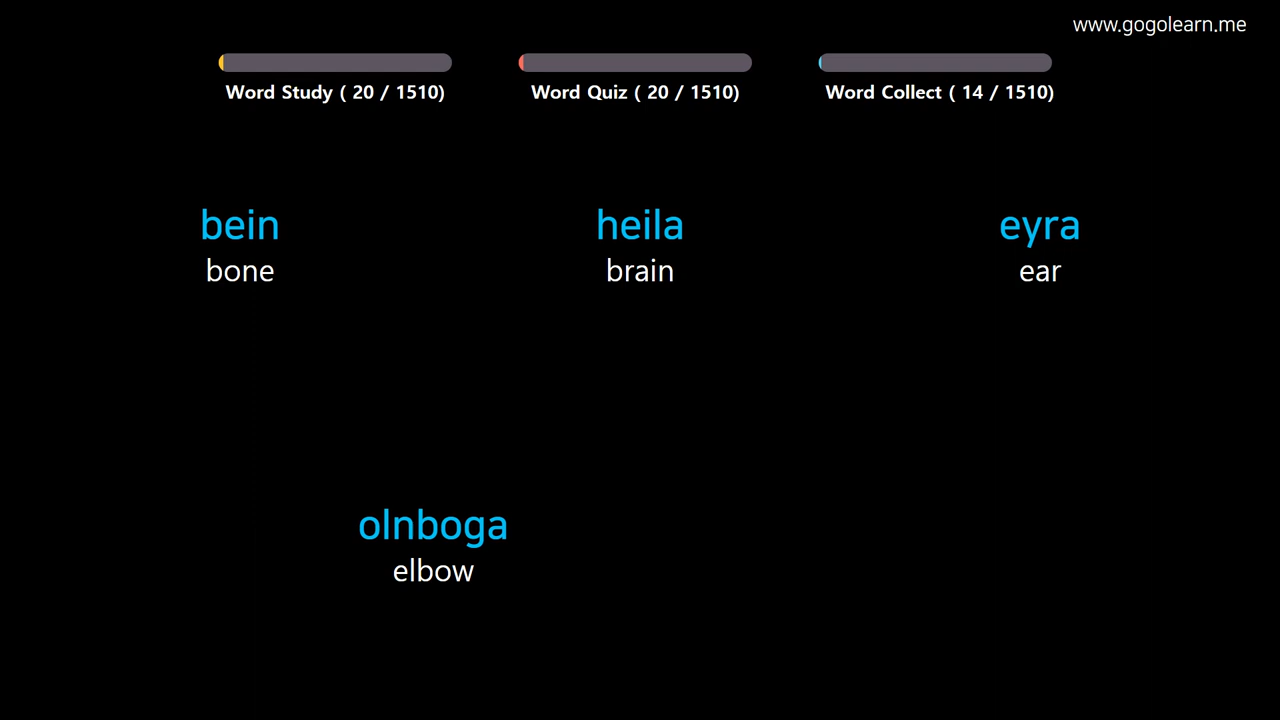 www.gogolearn.me
Word Study ( 20 / 1510)
Word Quiz ( 20 / 1510)
Word Collect ( 14 / 1510)
bein
heila
eyra
bone
brain
ear
olnboga
elbow